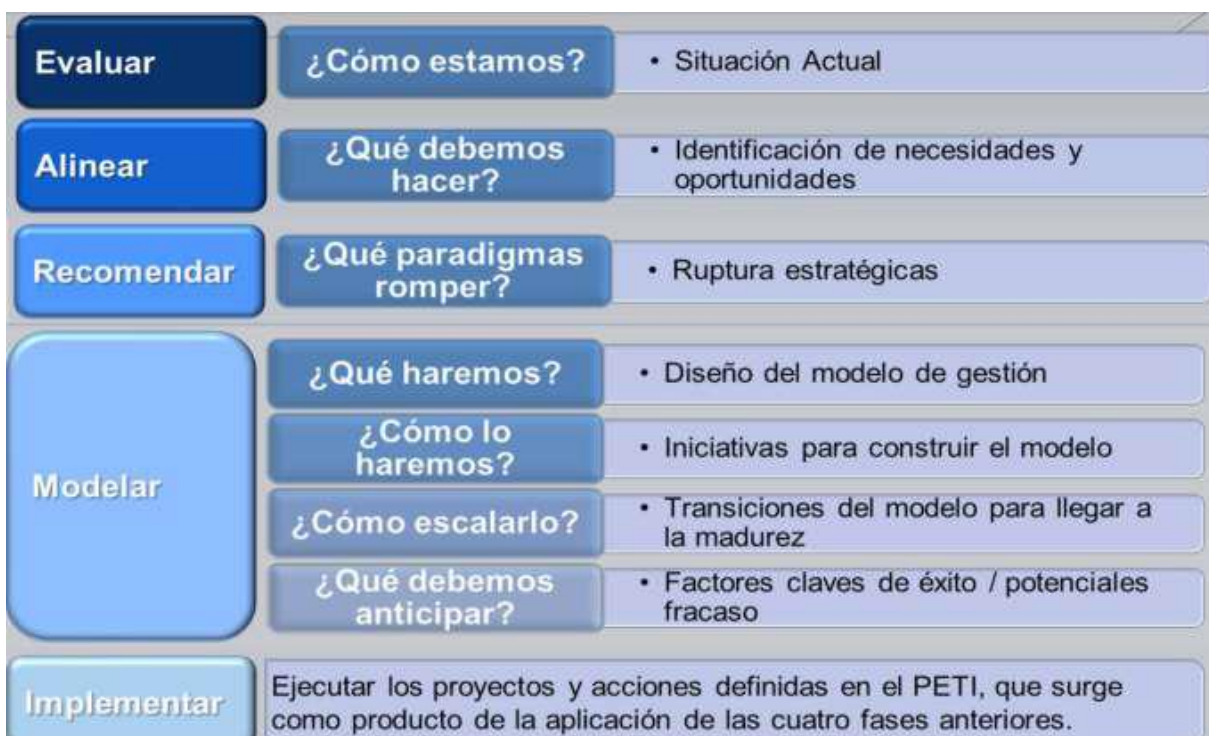 Evaluar
¿Cómo estamos?
• Situación Actual
Alinear
¿Qué debemos
hacer?
• Identificación de necesidades y
oportunidades
Recomendar
¿Qué paradigmas
romper?
• Ruptura estratégicas
Modelar
¿Qué haremos?
• Diseño del modelo de gestión
¿Cómo lo
haremos?
• Iniciativas para construir el modelo
¿Cómo escalarlo?
• Transiciones del modelo para llegar a
la madurez
¿Qué debemos
anticipar?
• Factores claves de éxito / potenciales
fracaso
Implementar
Ejecutar los proyectos y acciones definidas en el PETI, que surge
como producto de la aplicación de las cuatro fases anteriores.